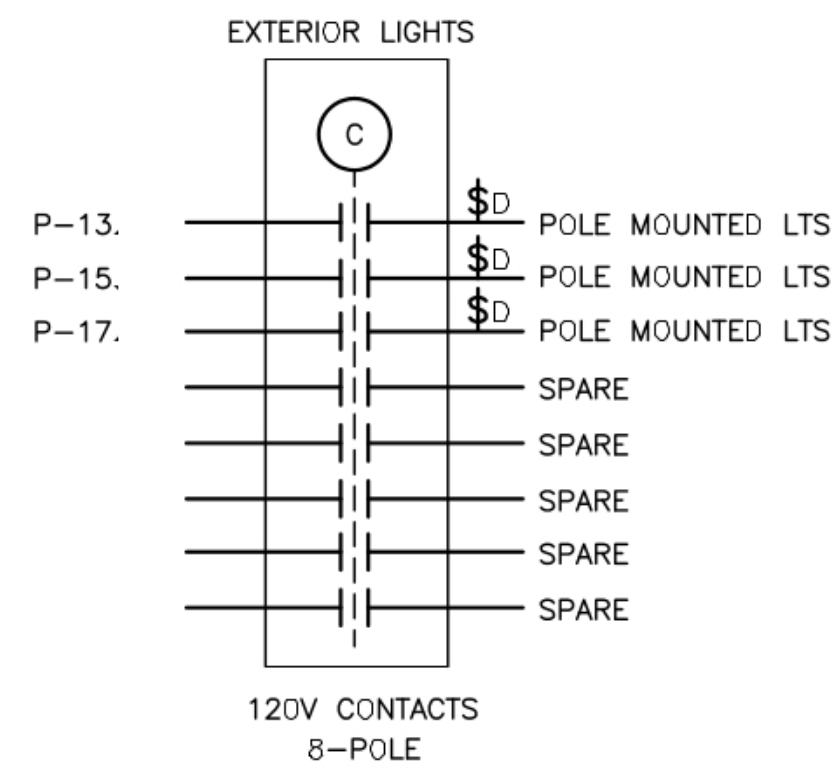 EXTERIOR LIGHTS
C
P-13. $D POLE MOUNTED LTS
P-15. $D POLE MOUNTED LTS
P-17. $D POLE MOUNTED LTS
SPARE
SPARE
SPARE
SPARE
SPARE
120V CONTACTS
8-POLE